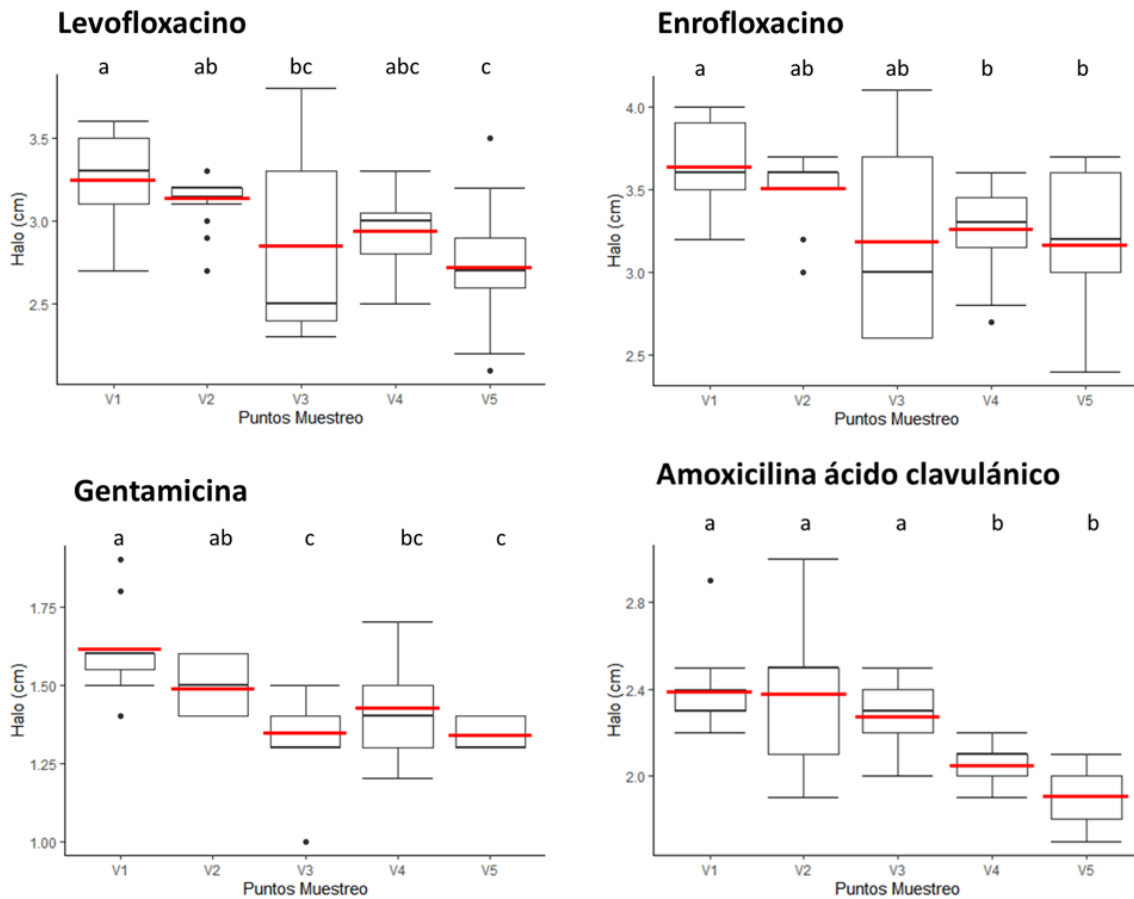 Levofloxacino
a ab bc abc c
3.5
3.0
2.5
Halo (cm)
V1 V2 V3 V4 V5
Puntos Muestreo
Enrofloxacino
a ab ab b b
4.0
3.5
3.0
2.5
Halo (cm)
V1 V2 V3 V4 V5
Puntos Muestreo
Gentamicina
a ab c bc c
1.75
1.50
1.25
1.00
Halo (cm)
V1 V2 V3 V4 V5
Puntos Muestreo
Amoxicilina ácido clavulánico
a a a b b
2.8
2.4
2.0
Halo (cm)
V1 V2 V3 V4 V5
Puntos Muestreo